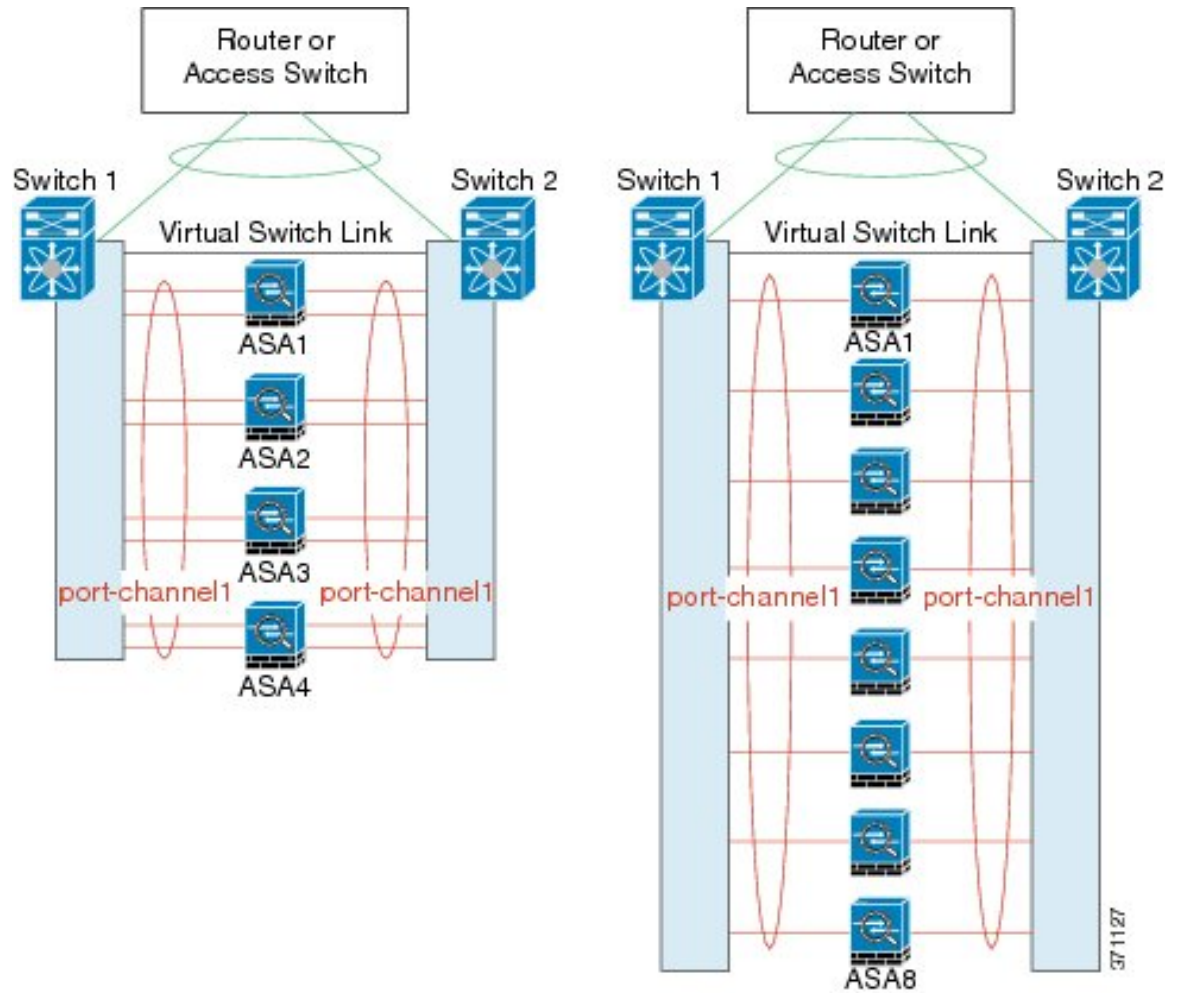 Router or
Access Switch
Switch 1
Switch 2
Virtual Switch Link
ASA1
ASA2
ASA3
port-channel1
port-channel1
ASA4
Router or
Access Switch
Switch 1
Switch 2
Virtual Switch Link
ASA1
port-channel1
port-channel1
ASA8
371127